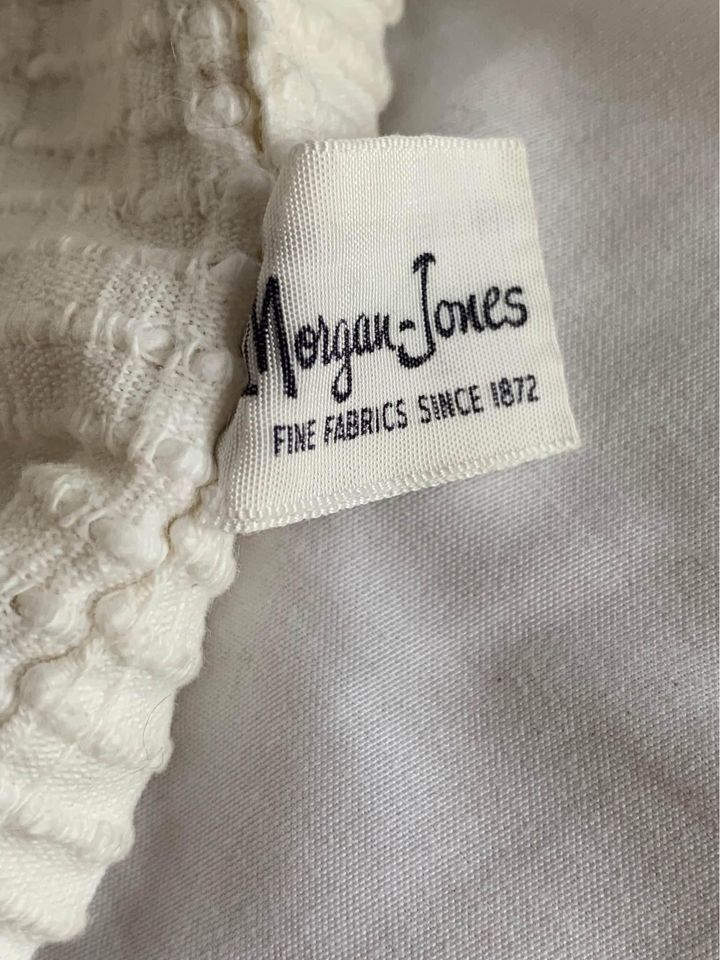 Morgan-Jones
FINE FABRICS SINCE 1872